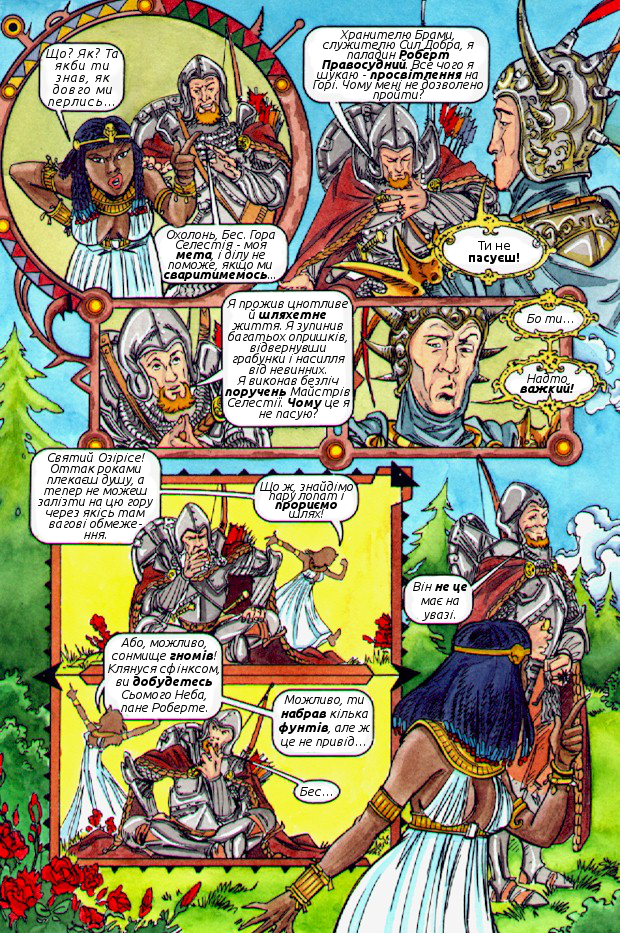 Що? Як? Та
якби ти
знав, як
довго ми
перлись...
Охолонь, Бес. Гора
Селестія - моя
мета, і ділу не
поможе, якщо ми
сваритимемось...
Хранителю Брами,
служителю Сил Добра, я
паладин Роберт
Правосудний. Все чого я
шукаю - просвітлення на
Горі. Чому мені не дозволено
пройти?
Ти не
пасуєш!
Я прожив цнотливе
й шляхетне
життя. Я зупинив
багатьох опришків,
відвернувши
грабунки і насилля
від невинних.
Я виконав безліч
поручень Майстрів
Селестії. Чому це я
не пасую?
Бо ти...
Надто
важкий!
Святий Озірісе!
Оттак роками
плекаєш душу, а
тепер не можеш
залізти на цю гору
через якісь там
вагові обмеже-
ння.
Що ж, знайдімо
пару лопат і
прориємо
шлях!
Він не це
має на
увазі.
Або, можливо,
сонмище гномів!
Клянуся сфінксом,
ви добудетесь
Сьомого Неба,
пане Роберте.
Можливо, ти
набрав кілька
фунтів, але ж
це не привід...
Бес...